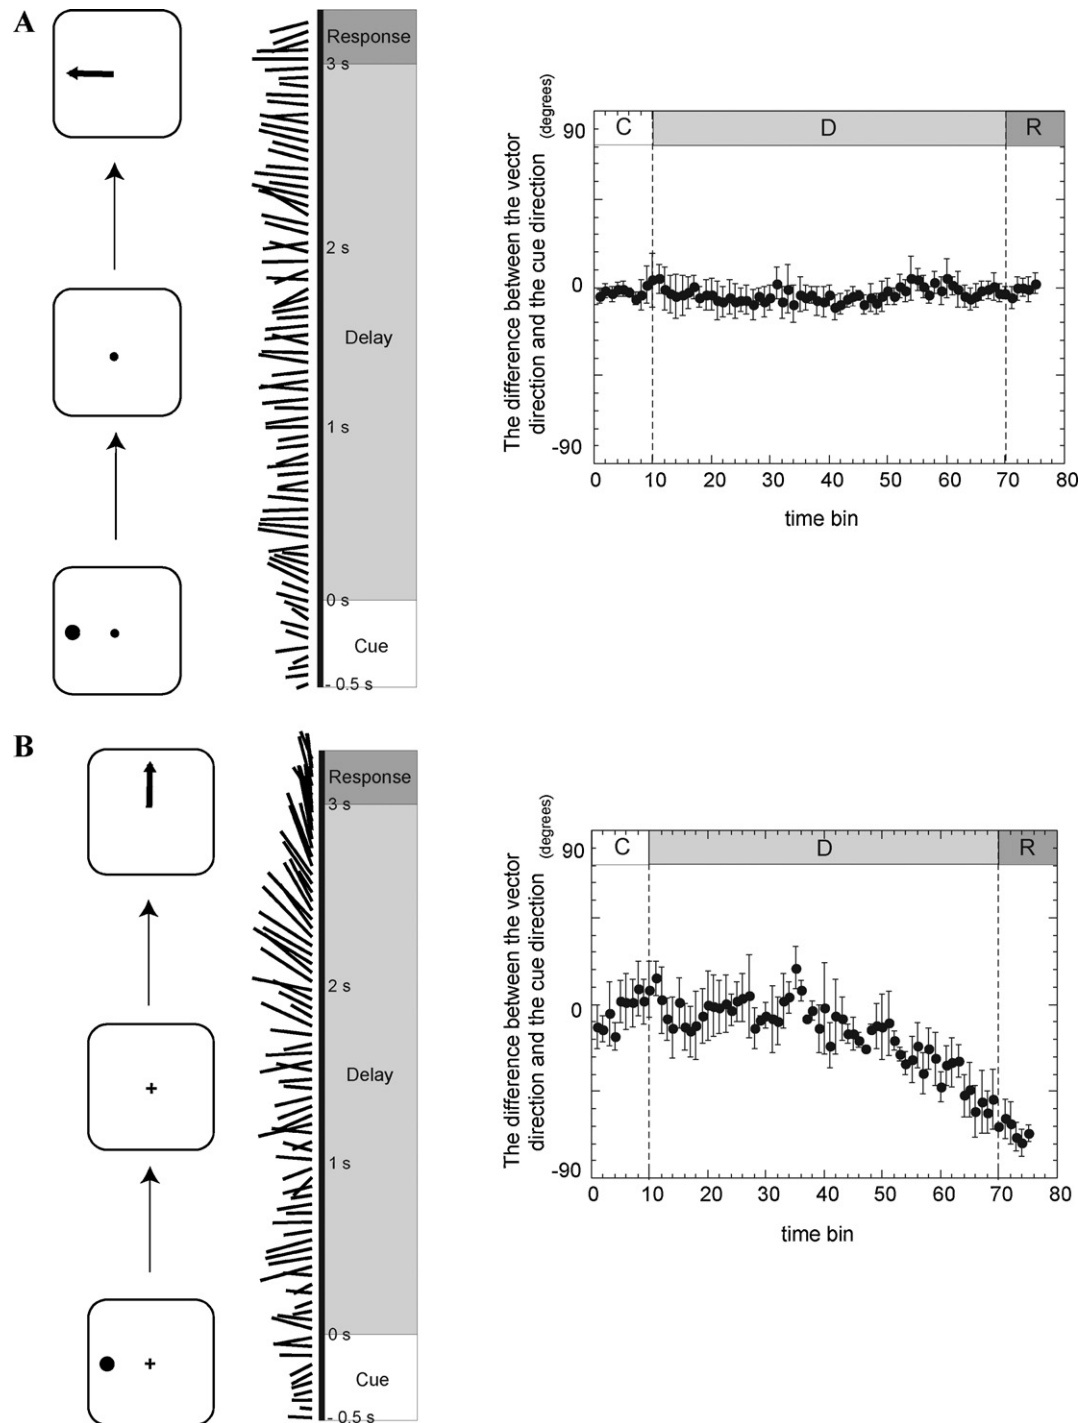 A
Response
3 s
2 s
Delay
1 s
0 s
Cue
- 0.5 s
The difference between the vector
direction and the cue direction
(degrees)
90
0
-90
C D R
0 10 20 30 40 50 60 70 80
time bin
B
Response
3 s
2 s
Delay
1 s
0 s
Cue
- 0.5 s
The difference between the vector
direction and the cue direction
(degrees)
90
0
-90
C D R
0 10 20 30 40 50 60 70 80
time bin